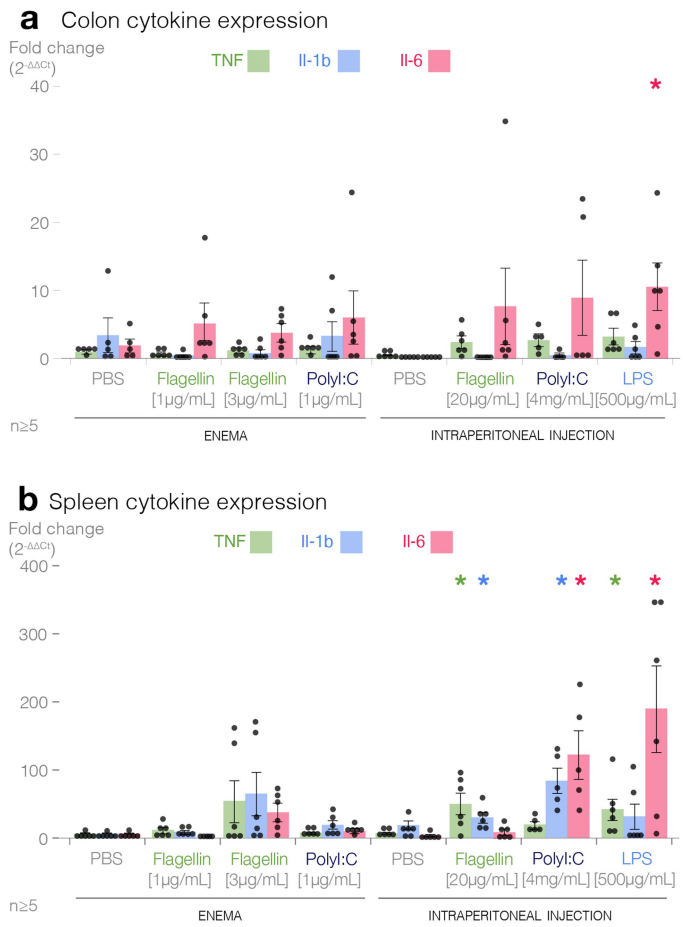 a Colon cytokine expression
Fold change
(2-ΔΔCt)
TNF Il-1b Il-6
40
*
30
20
10
0
PBS Flagellin Flagellin PolyI:C PBS Flagellin PolyI:C LPS
[1µg/mL] [3µg/mL] [1µg/mL] [20µg/mL] [4mg/mL] [500µg/mL]
n≥5
ENEMA INTRAPERITONEAL INJECTION
b Spleen cytokine expression
Fold change
(2-ΔΔCt)
TNF Il-1b Il-6
400
* * * * * *
300
200
100
0
PBS Flagellin Flagellin PolyI:C PBS Flagellin PolyI:C LPS
[1µg/mL] [3µg/mL] [1µg/mL] [20µg/mL] [4mg/mL] [500µg/mL]
n≥5
ENEMA INTRAPERITONEAL INJECTION